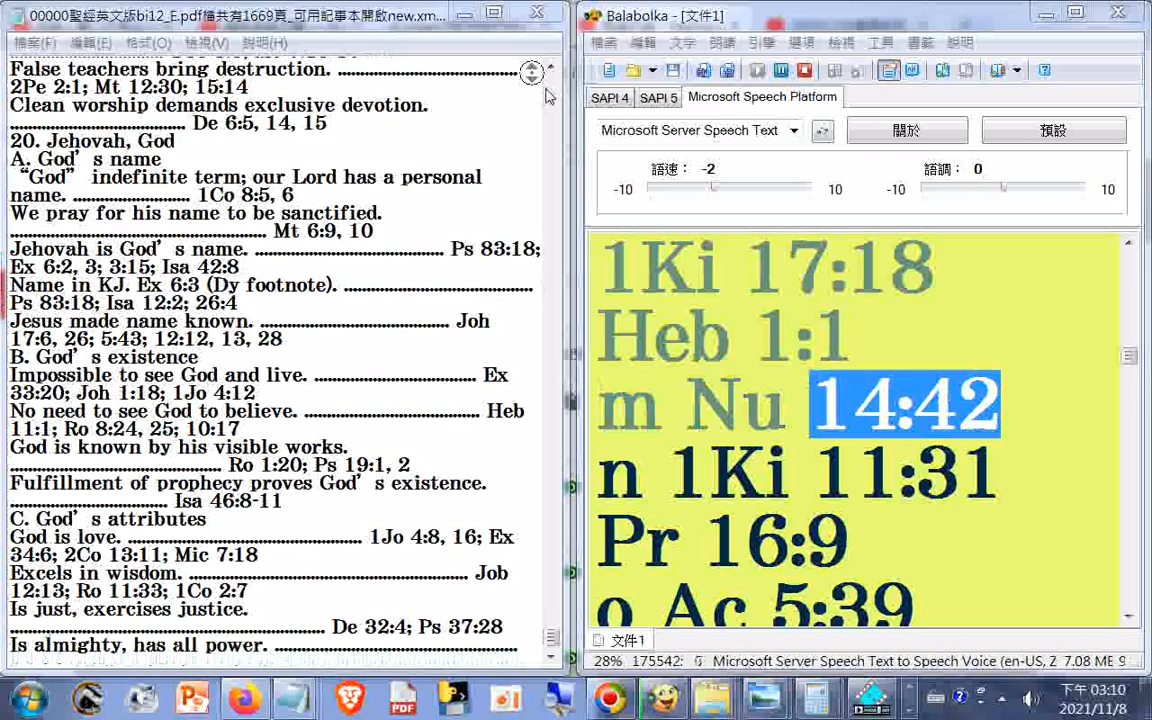 00000聖經英文版bi12_E.pdf檔共有1669頁_可用記事本開啟new.xm...
檔案(F) 編輯(E) 格式(O) 檢視(V) 說明(H)
False teachers bring destruction. ........................................
2Pe 2:1; Mt 12:30; 15:14
Clean worship demands exclusive devotion.
........................................ De 6:5, 14, 15
20. Jehovah, God
A. God's name
“God” indefinite term; our Lord has a personal
name. .......................... 1Co 8:5, 6
We pray for his name to be sanctified.
.......................................................... Mt 6:9, 10
Jehovah is God's name. .......................................... Ps 83:18;
Ex 6:2, 3; 3:15; Isa 42:8
Name in KJ. Ex 6:3 (Dy footnote). ..........................................
Ps 83:18; Isa 12:2; 26:4
Jesus made name known. .......................................... Joh
17:6, 26; 5:43; 12:12, 13, 28
B. God's existence
Impossible to see God and live. .................................... Ex
33:20; Joh 1:18; 1Jo 4:12
No need to see God to believe. ...................................... Heb
11:1; Ro 8:24, 25; 10:17
God is known by his visible works.
................................................ Ro 1:20; Ps 19:1, 2
Fulfillment of prophecy proves God's existence.
................................... Isa 46:8-11
C. God's attributes
God is love. .............................................. 1Jo 4:8, 16; Ex
34:6; 2Co 13:11; Mic 7:18
Excels in wisdom. .............................................................. Job
12:13; Ro 11:33; 1Co 2:7
Is just, exercises justice.
....................................................................... De 32:4; Ps 37:28
Is almighty, has all power. ......................................................
Balabolka - [文件1]
檔案 編輯 文字 朗讀 引擎 選項 檢視 工具 書籤 說明
SAPI 4 SAPI 5 Microsoft Speech Platform
Microsoft Server Speech Text 關於 預設
語速： -2 語調： 0
-10 10 -10 10
1Ki 17:18
Heb 1:1
m Nu 14:42
n 1Ki 11:31
Pr 16:9
o Ac 5:39
文件1
28% 175542: Microsoft Server Speech Text to Speech Voice (en-US, Z 7.08 MB
下午 03:10
2021/11/8